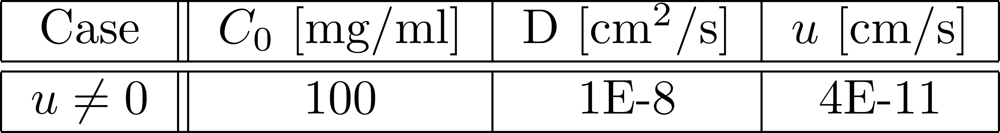 Case C₀ [mg/ml] D [cm²/s] u [cm/s]
u ≠ 0 100 1E-8 4E-11